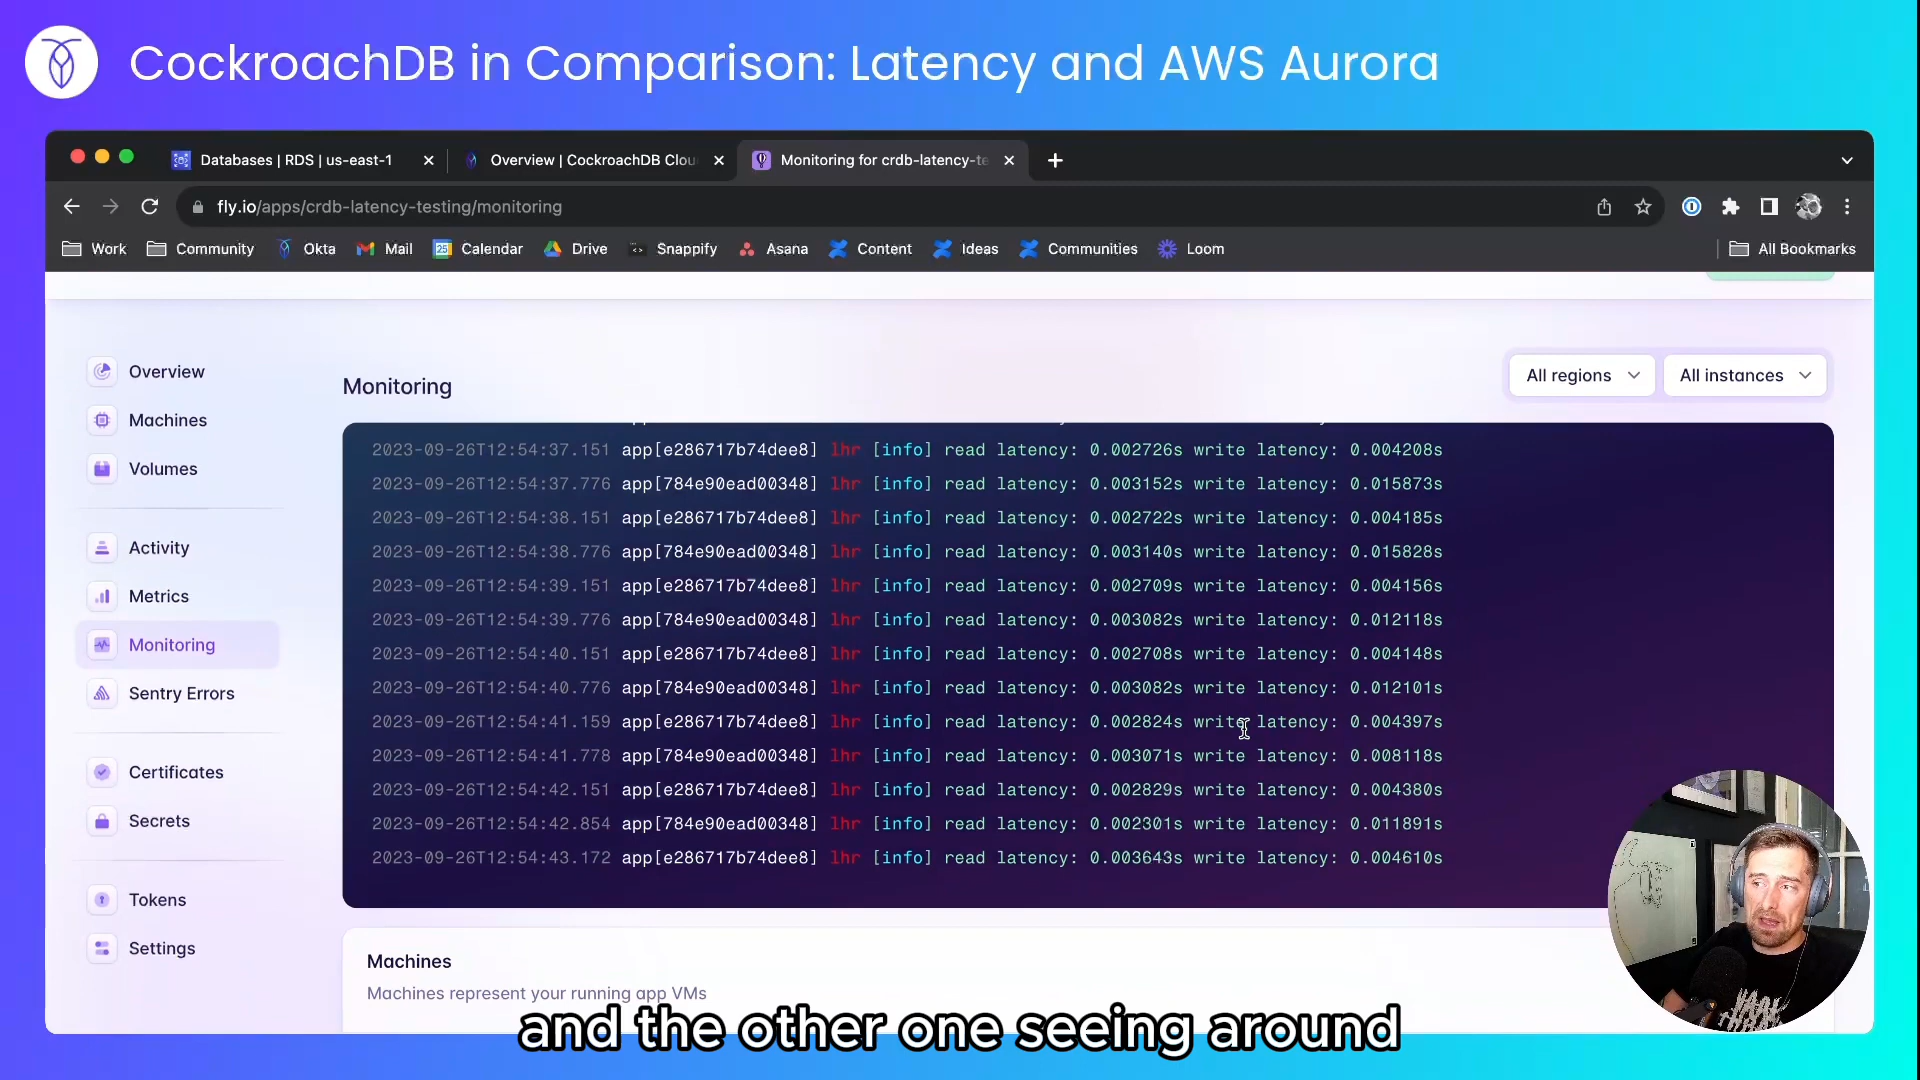 CockroachDB in Comparison: Latency and AWS Aurora
Databases | RDS | us-east-1
Overview | CockroachDB Clou
Monitoring for crdb-latency-te
fly.io/apps/crdb-latency-testing/monitoring
Work
Community
Okta
Mail
25
Calendar
Drive
Snappify
Asana
Content
Ideas
Communities
Loom
All Bookmarks
Overview
Machines
Volumes
Activity
Metrics
Monitoring
Sentry Errors
Certificates
Secrets
Tokens
Settings
Monitoring
All regions
All instances
2023-09-26T12:54:37.151 app[e286717b74dee8] lhr [info] read latency: 0.002726s write latency: 0.004208s
2023-09-26T12:54:37.776 app[784e90ead00348] lhr [info] read latency: 0.003152s write latency: 0.015873s
2023-09-26T12:54:38.151 app[e286717b74dee8] lhr [info] read latency: 0.002722s write latency: 0.004185s
2023-09-26T12:54:38.776 app[784e90ead00348] lhr [info] read latency: 0.003140s write latency: 0.015828s
2023-09-26T12:54:39.151 app[e286717b74dee8] lhr [info] read latency: 0.002709s write latency: 0.004156s
2023-09-26T12:54:39.776 app[784e90ead00348] lhr [info] read latency: 0.003082s write latency: 0.012118s
2023-09-26T12:54:40.151 app[e286717b74dee8] lhr [info] read latency: 0.002708s write latency: 0.004148s
2023-09-26T12:54:40.776 app[784e90ead00348] lhr [info] read latency: 0.003082s write latency: 0.012101s
2023-09-26T12:54:41.159 app[e286717b74dee8] lhr [info] read latency: 0.002824s write latency: 0.004397s
2023-09-26T12:54:41.778 app[784e90ead00348] lhr [info] read latency: 0.003071s write latency: 0.008118s
2023-09-26T12:54:42.151 app[e286717b74dee8] lhr [info] read latency: 0.002829s write latency: 0.004380s
2023-09-26T12:54:42.854 app[784e90ead00348] lhr [info] read latency: 0.002301s write latency: 0.011891s
2023-09-26T12:54:43.172 app[e286717b74dee8] lhr [info] read latency: 0.003643s write latency: 0.004610s
Machines
Machines represent your running app VMs
and the other one seeing around